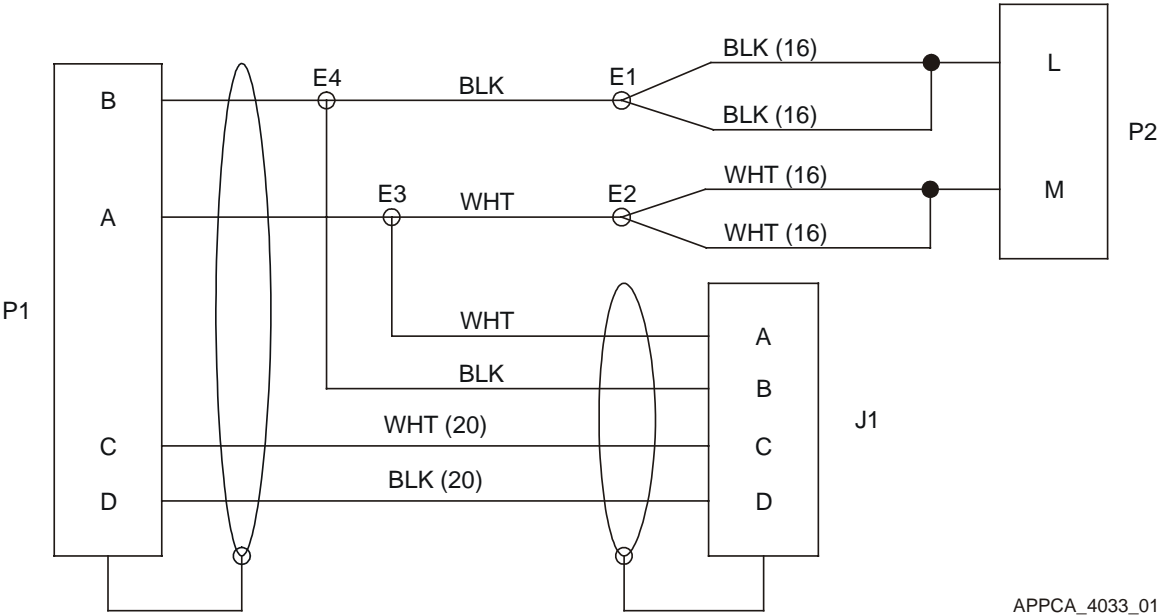 BLK (16)
E4
E1
L
BLK
B
BLK (16)
P2
WHT (16)
E3
E2
M
WHT
A
WHT (16)
P1
WHT
A
BLK
B
J1
WHT (20)
C
C
BLK (20)
D
D
APPCA_4033_01